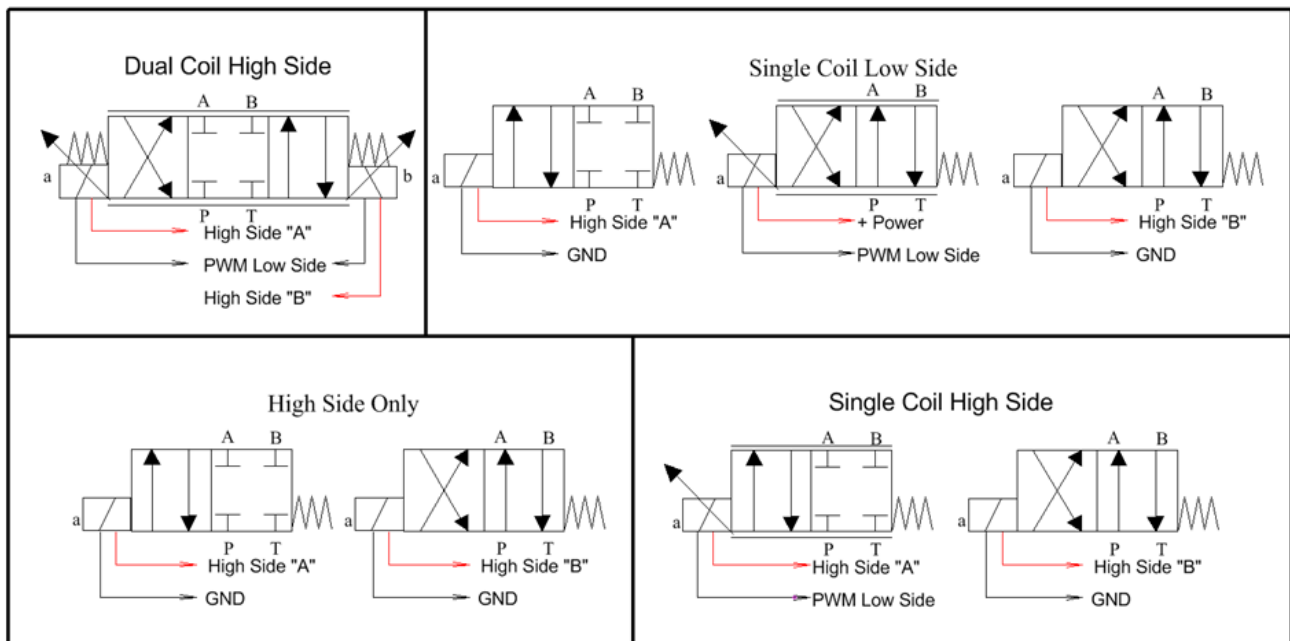 Dual Coil High Side
A B
a b
P T
High Side "A"
PWM Low Side
High Side "B"
Single Coil Low Side
A B
a
P T
High Side "A"
GND
A B
a
P T
+ Power
PWM Low Side
A B
a
P T
High Side "B"
GND
High Side Only
A B
a
P T
High Side "A"
GND
A B
a
P T
High Side "B"
GND
Single Coil High Side
A B
a
P T
High Side "A"
PWM Low Side
A B
a
P T
High Side "B"
GND